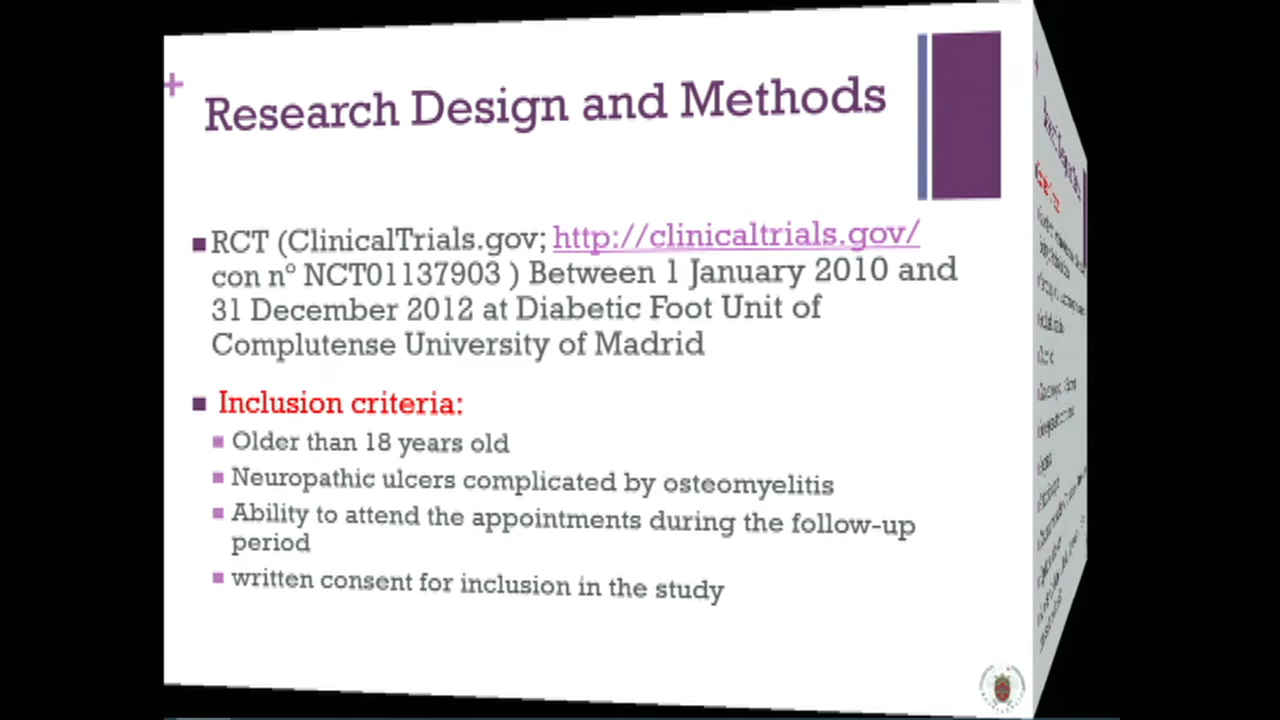 +
Research Design and Methods
RCT (ClinicalTrials.gov; http://clinicaltrials.gov/
con nº NCT01137903 ) Between 1 January 2010 and
31 December 2012 at Diabetic Foot Unit of
Complutense University of Madrid
Inclusion criteria:
Older than 18 years old
Neuropathic ulcers complicated by osteomyelitis
Ability to attend the appointments during the follow-up
period
written consent for inclusion in the study